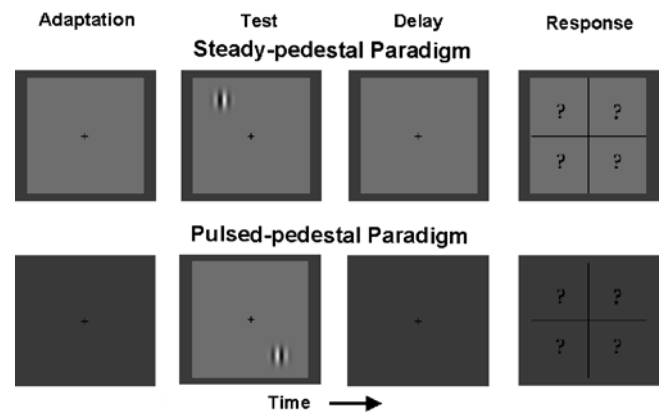 Adaptation Test Delay Response
Steady-pedestal Paradigm
? ?
? ?
Pulsed-pedestal Paradigm
? ?
? ?
Time